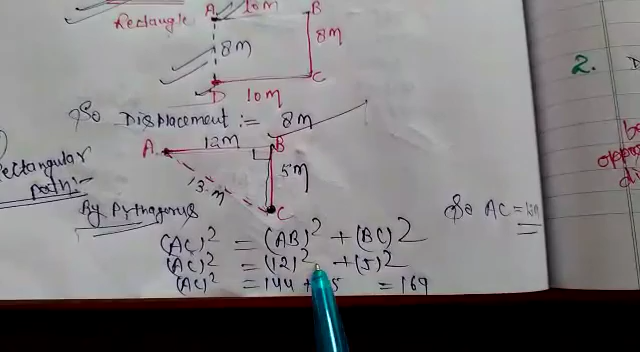 Rectangle
A 10m B
8m
8m
D 10m C
So Displacement := 8m
A 12m B
Rectangular
path:-
13m
5m
C
By Pythagorus
So AC = 13m
(AC)² = (AB)² + (BC)²
(AC)² = (12)² + (5)²
(AC)² = 144 + 5 = 169
2.